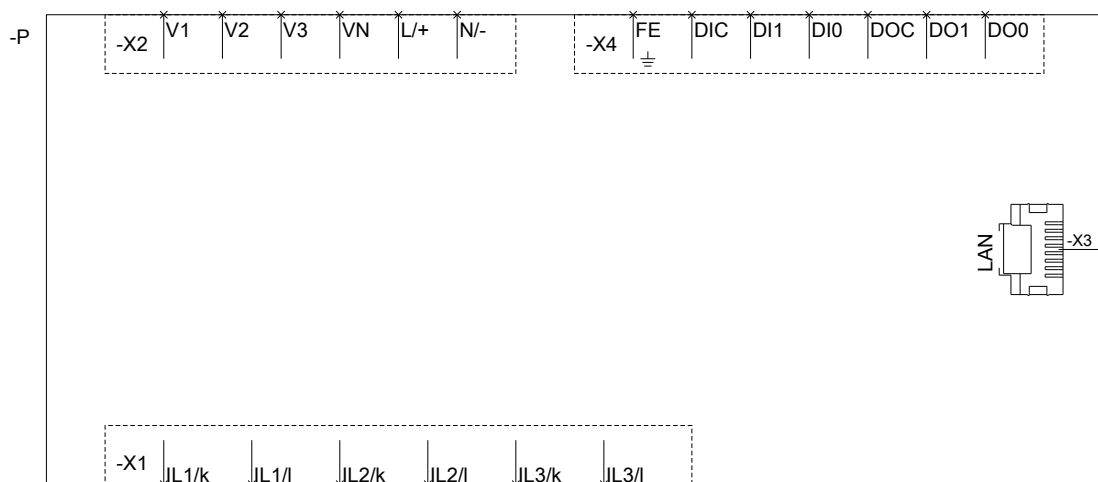 -P
-X2 V1 V2 V3 VN L/+ N/-
-X4 FE DIC DI1 DI0 DOC DO1 DO0
LAN
-X3
-X1 IL1/k IL1/l IL2/k IL2/l IL3/k IL3/l